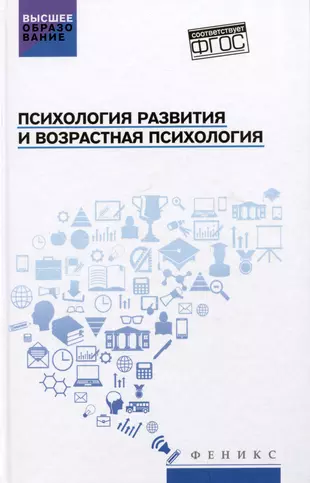 ВЫСШЕЕ
ОБРАЗО
ВАНИЕ
соответствует
ФГОС
ПСИХОЛОГИЯ РАЗВИТИЯ
И ВОЗРАСТНАЯ ПСИХОЛОГИЯ
ФЕНИКС